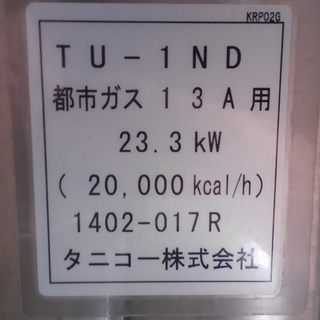 KRP02G
TU-1ND
都市ガス13A用
23.3kW
(20,000kcal/h)
1402-017R
タニコー株式会社